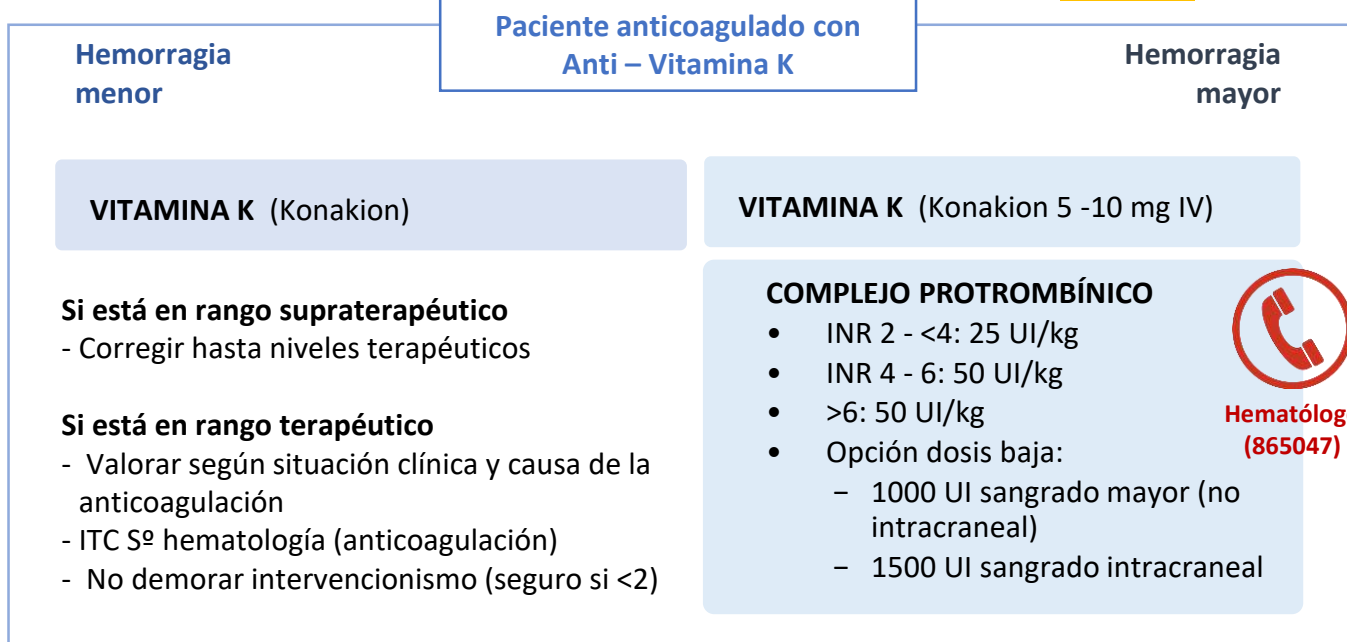 Paciente anticoagulado con
Anti – Vitamina K
Hemorragia
menor
VITAMINA K (Konakion)
Si está en rango supraterapéutico
- Corregir hasta niveles terapéuticos
Si está en rango terapéutico
- Valorar según situación clínica y causa de la
anticoagulación
- ITC Sº hematología (anticoagulación)
- No demorar intervencionismo (seguro si <2)
Hemorragia
mayor
VITAMINA K (Konakion 5 -10 mg IV)
COMPLEJO PROTROMBÍNICO
• INR 2 - <4: 25 UI/kg
• INR 4 - 6: 50 UI/kg
• >6: 50 UI/kg
• Opción dosis baja:
– 1000 UI sangrado mayor (no
intracraneal)
– 1500 UI sangrado intracraneal
Hematólog
(865047)